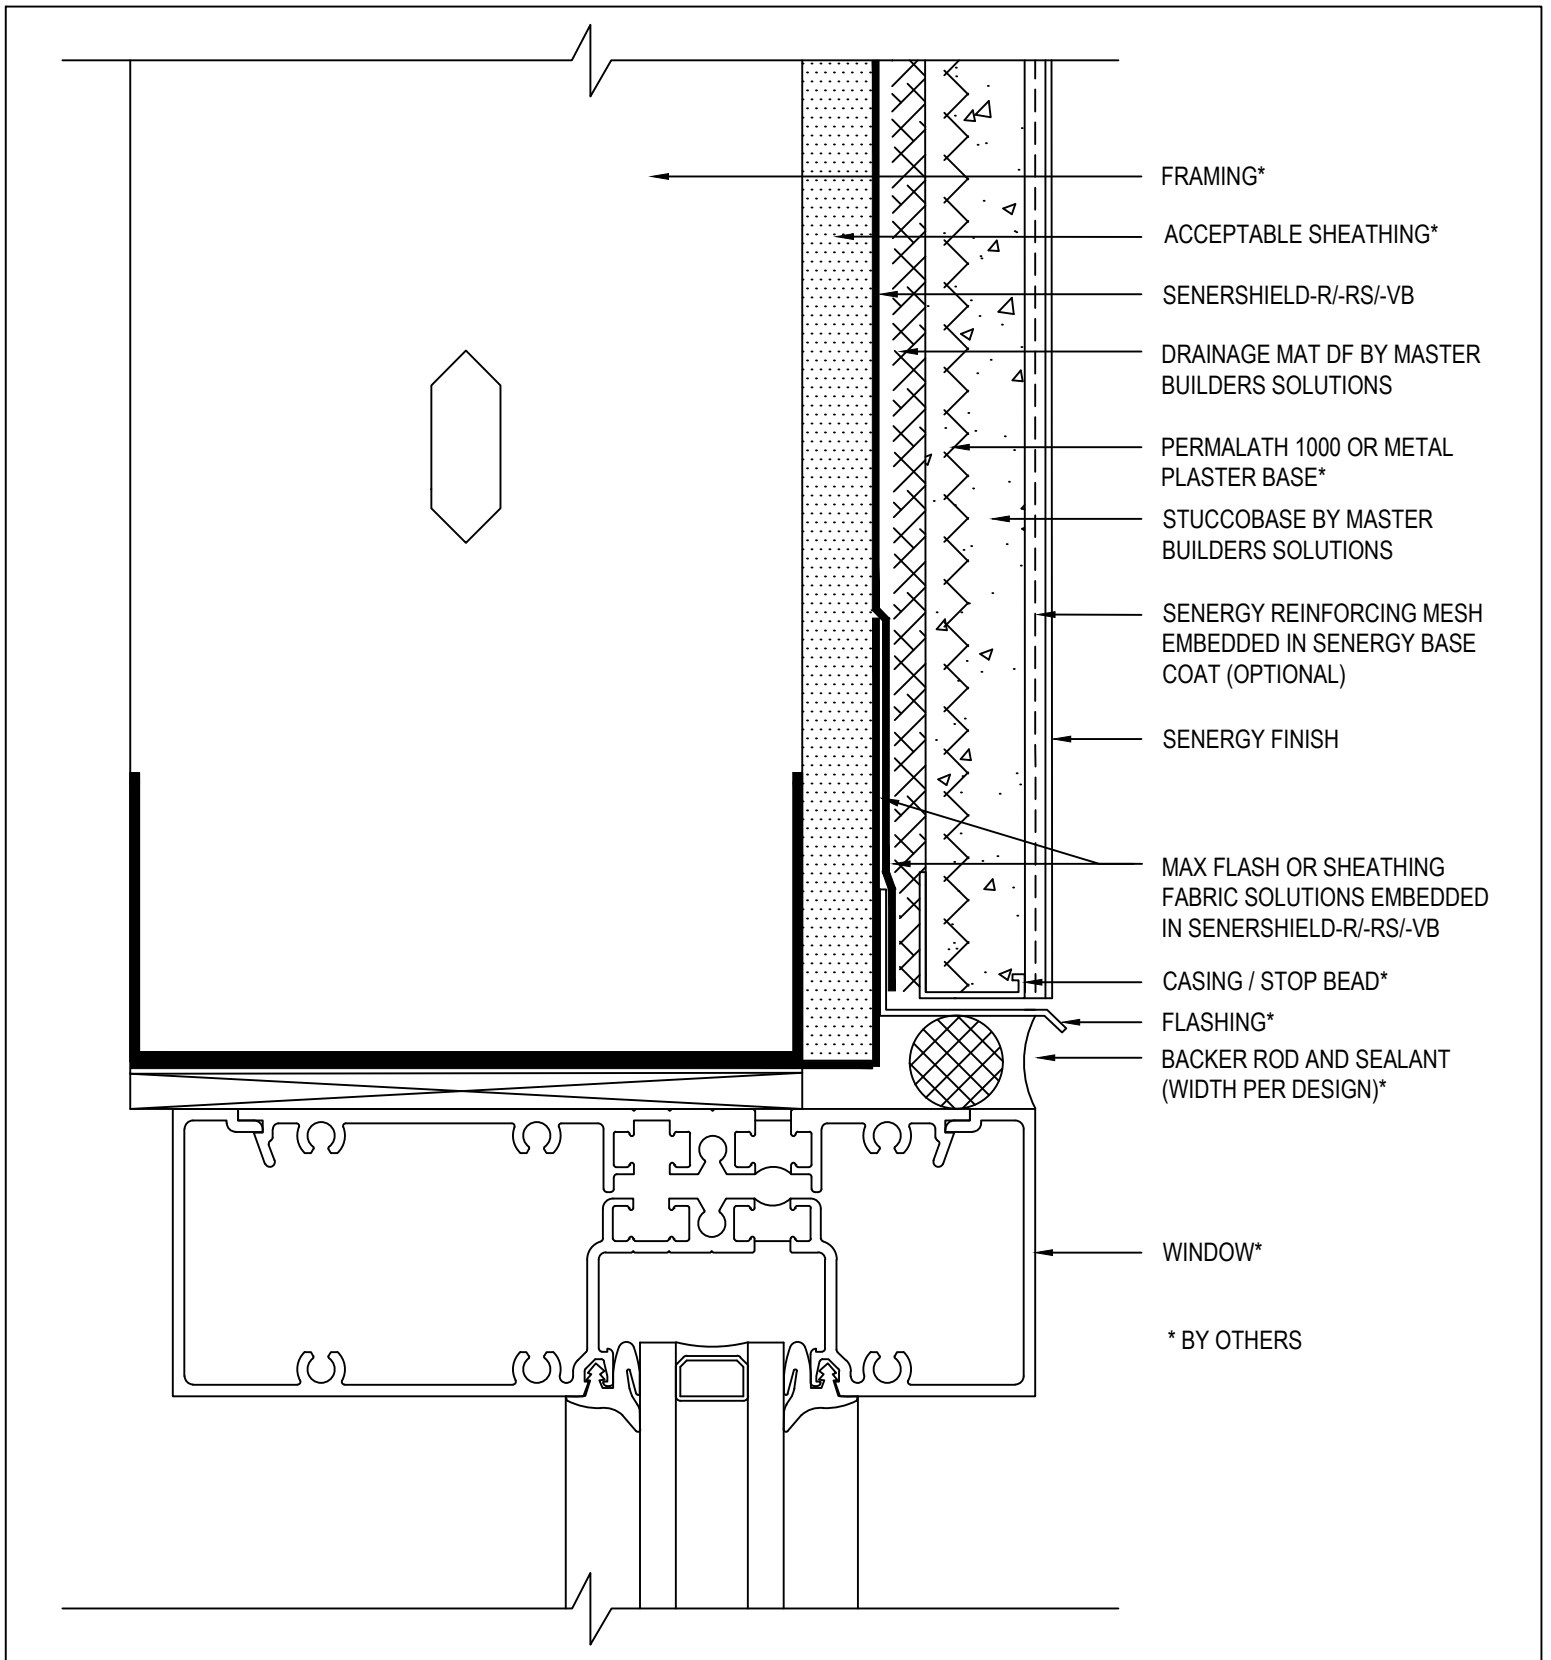 FRAMING*
ACCEPTABLE SHEATHING*
SENERSHIELD-R/-RS/-VB
DRAINAGE MAT DF BY MASTER
BUILDERS SOLUTIONS
PERMALATH 1000 OR METAL
PLASTER BASE*
STUCCOBASE BY MASTER
BUILDERS SOLUTIONS
SENERGY REINFORCING MESH
EMBEDDED IN SENERGY BASE
COAT (OPTIONAL)
SENERGY FINISH
MAX FLASH OR SHEATHING
FABRIC SOLUTIONS EMBEDDED
IN SENERSHIELD-R/-RS/-VB
CASING / STOP BEAD*
FLASHING*
BACKER ROD AND SEALANT
(WIDTH PER DESIGN)*
WINDOW*
* BY OTHERS